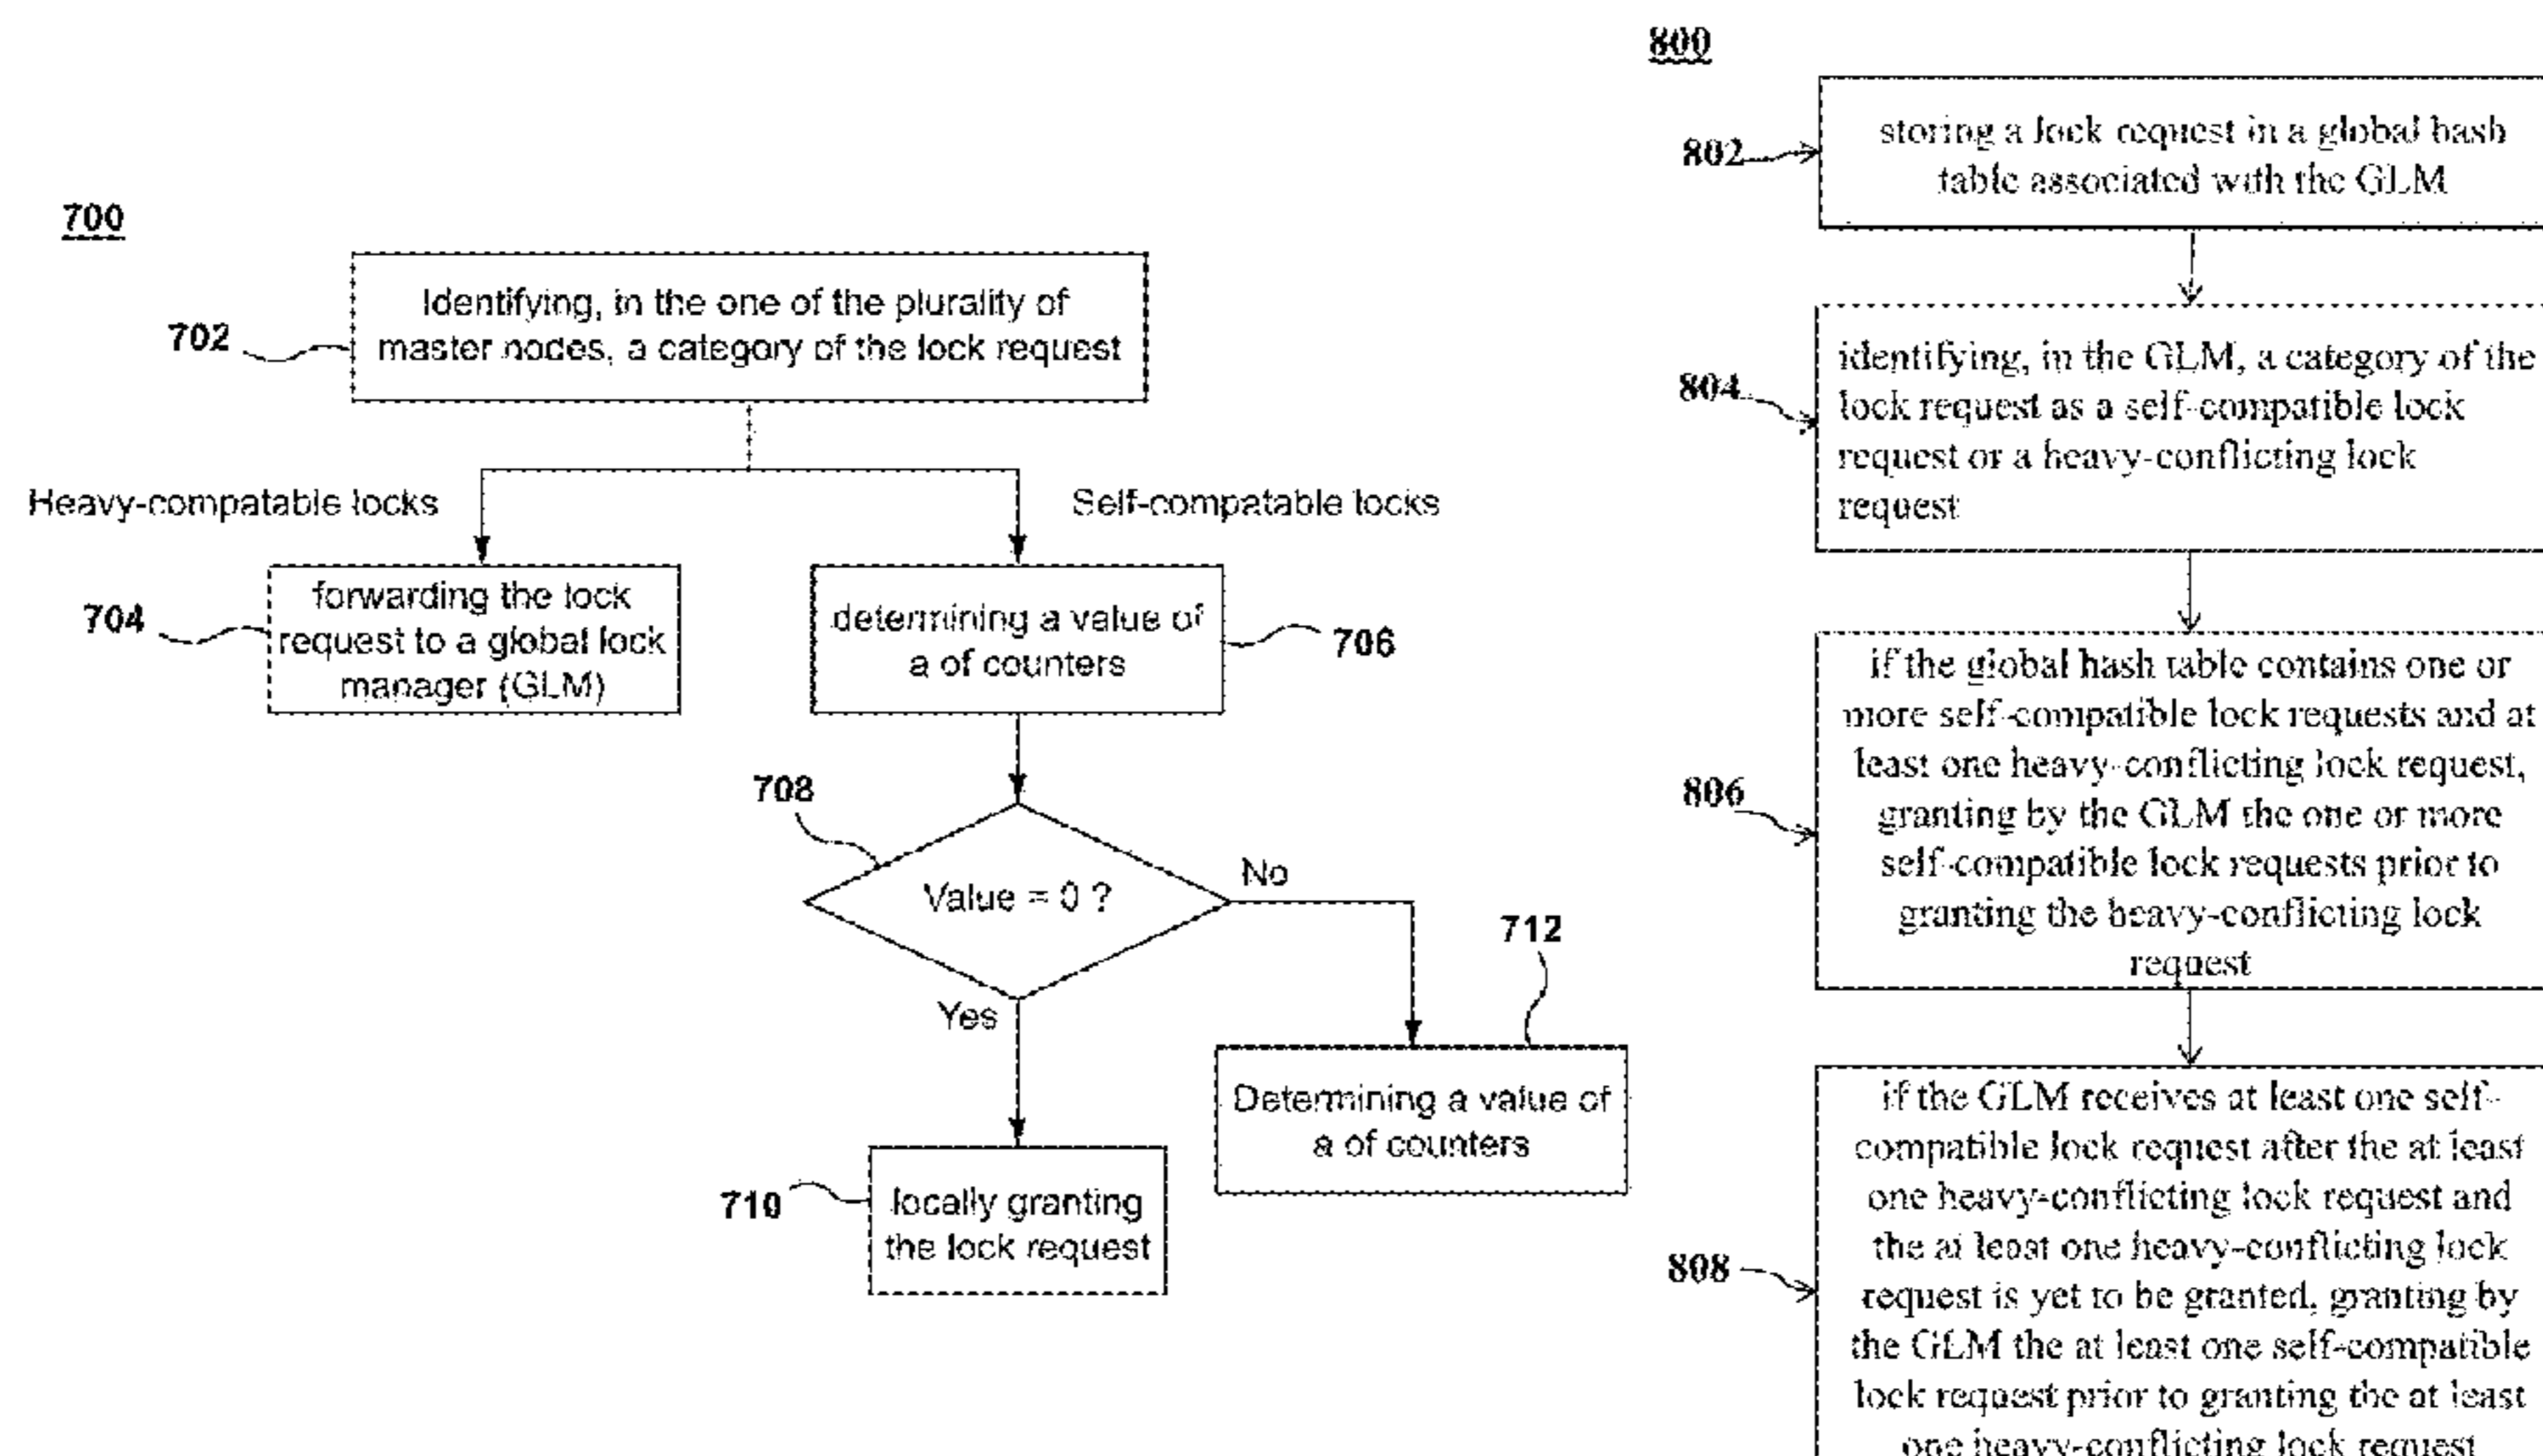 700
Identifying, in the one of the plurality of
master nodes, a category of the lock request
702
Heavy-compatable locks
Self-compatable locks
forwarding the lock
request to a global lock
manager (GLM)
704
determining a value of
a of counters
706
708
Value = 0 ?
No
Yes
712
Determining a value of
a of counters
710
locally granting
the lock request
800
802
storing a lock request in a global hash
table associated with the GLM
804
identifying, in the GLM, a category of the
lock request as a self-compatible lock
request or a heavy-conflicting lock
request
806
if the global hash table contains one or
more self-compatible lock requests and at
least one heavy-conflicting lock request,
granting by the GLM the one or more
self-compatible lock requests prior to
granting the heavy-conflicting lock
request
808
if the GLM receives at least one self-
compatible lock request after the at least
one heavy-conflicting lock request and
the at least one heavy-conflicting lock
request is yet to be granted, granting by
the GLM the at least one self-compatible
lock request prior to granting the at least
one heavy-conflicting lock request